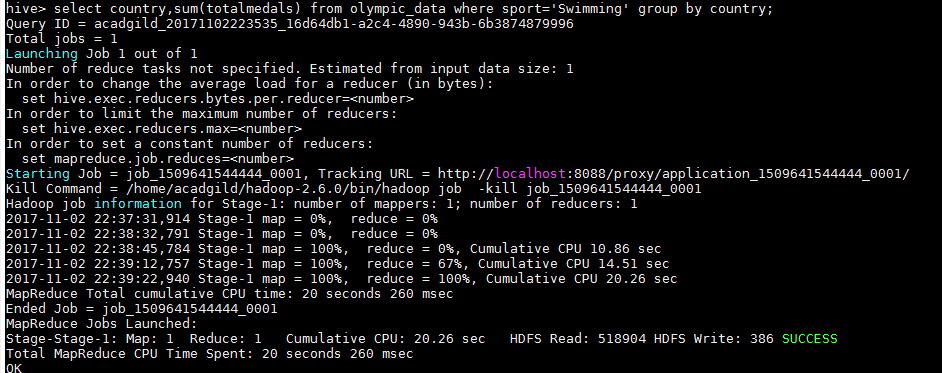 hive> select country,sum(totalmedals) from olympic_data where sport='Swimming' group by country;
Query ID = acadgild_20171102223535_16d64db1-a2c4-4890-943b-6b3874879996
Total jobs = 1
Launching Job 1 out of 1
Number of reduce tasks not specified. Estimated from input data size: 1
In order to change the average load for a reducer (in bytes):
  set hive.exec.reducers.bytes.per.reducer=<number>
In order to limit the maximum number of reducers:
  set hive.exec.reducers.max=<number>
In order to set a constant number of reducers:
  set mapreduce.job.reduces=<number>
Starting Job = job_1509641544444_0001, Tracking URL = http://localhost:8088/proxy/application_1509641544444_0001/
Kill Command = /home/acadgild/hadoop-2.6.0/bin/hadoop job  -kill job_1509641544444_0001
Hadoop job information for Stage-1: number of mappers: 1; number of reducers: 1
2017-11-02 22:37:31,914 Stage-1 map = 0%,  reduce = 0%
2017-11-02 22:38:32,791 Stage-1 map = 0%,  reduce = 0%
2017-11-02 22:38:45,784 Stage-1 map = 100%,  reduce = 0%, Cumulative CPU 10.86 sec
2017-11-02 22:39:12,757 Stage-1 map = 100%,  reduce = 67%, Cumulative CPU 14.51 sec
2017-11-02 22:39:22,940 Stage-1 map = 100%,  reduce = 100%, Cumulative CPU 20.26 sec
MapReduce Total cumulative CPU time: 20 seconds 260 msec
Ended Job = job_1509641544444_0001
MapReduce Jobs Launched:
Stage-Stage-1: Map: 1  Reduce: 1   Cumulative CPU: 20.26 sec   HDFS Read: 518904 HDFS Write: 386 SUCCESS
Total MapReduce CPU Time Spent: 20 seconds 260 msec
OK